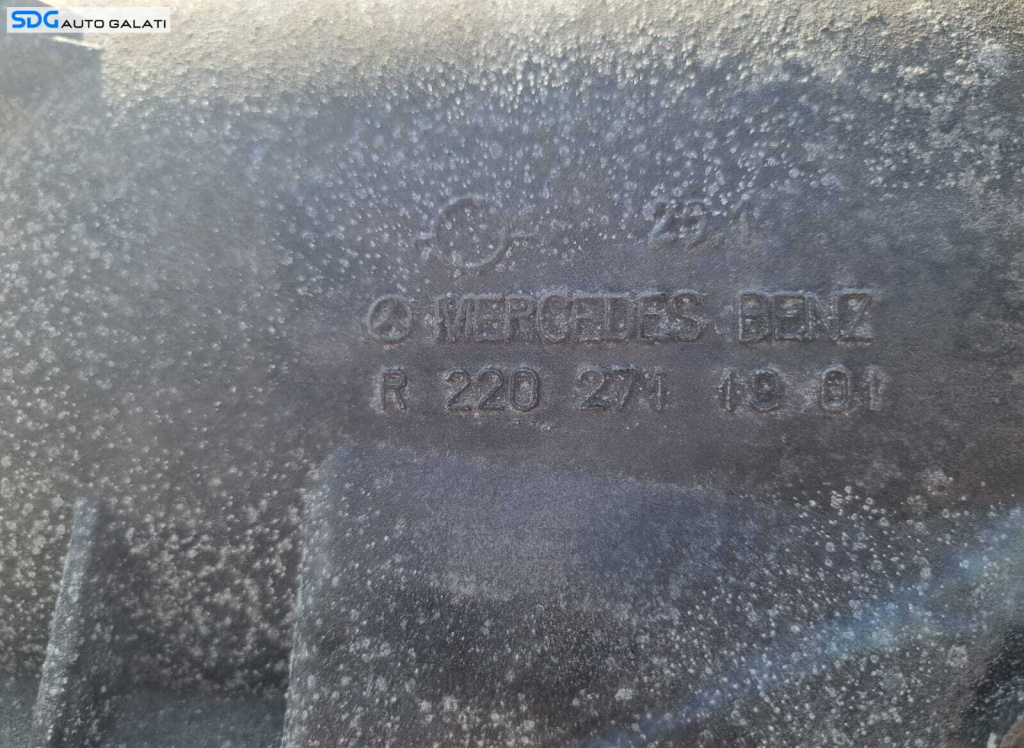 SDG AUTO GALATI
MERCEDES BENZ
R 220 271 19 01